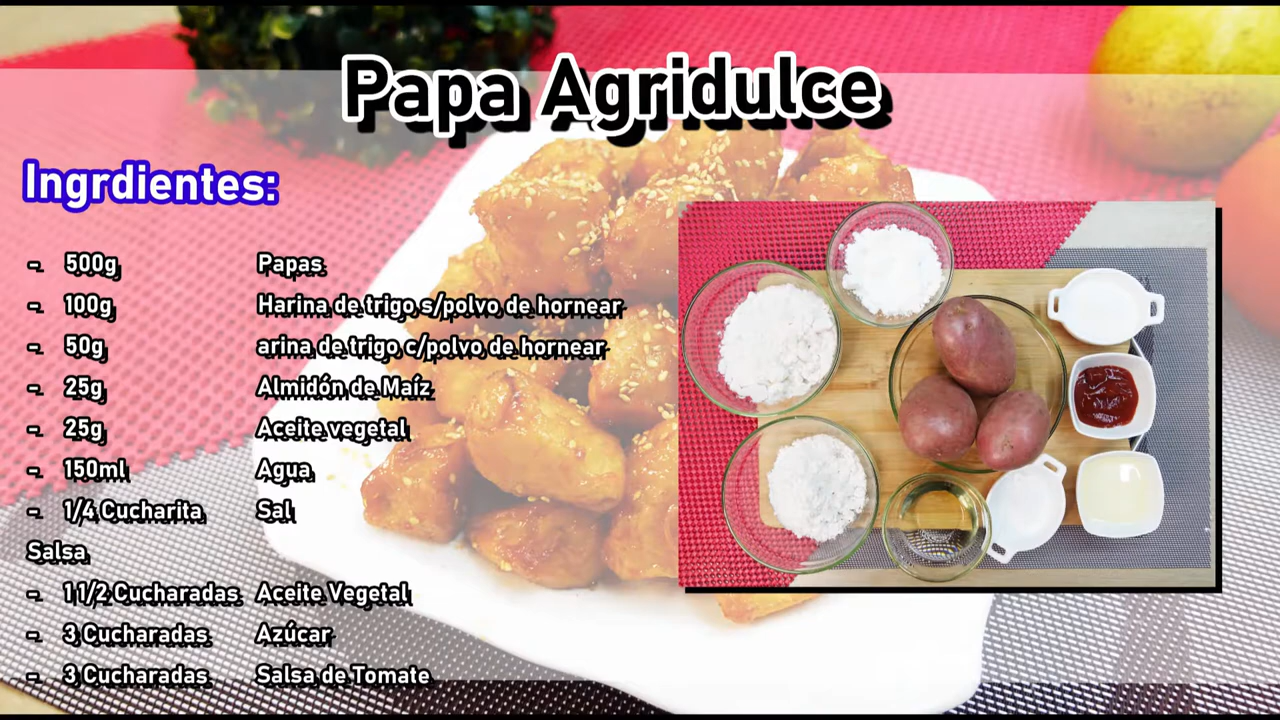 Papa Agridulce
Ingrdientes:
- 500g Papas
- 100g Harina de trigo s/polvo de hornear
- 50g arina de trigo c/polvo de hornear
- 25g Almidón de Maíz
- 25g Aceite vegetal
- 150ml Agua
- 1/4 Cucharita Sal
Salsa
- 1 1/2 Cucharadas Aceite Vegetal
- 3 Cucharadas Azúcar
- 3 Cucharadas Salsa de Tomate